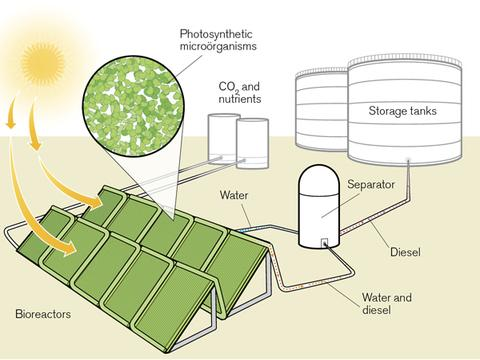 Photosynthetic
microörganisms
CO2 and
nutrients
Storage tanks
Separator
Water
Diesel
Water and
diesel
Bioreactors